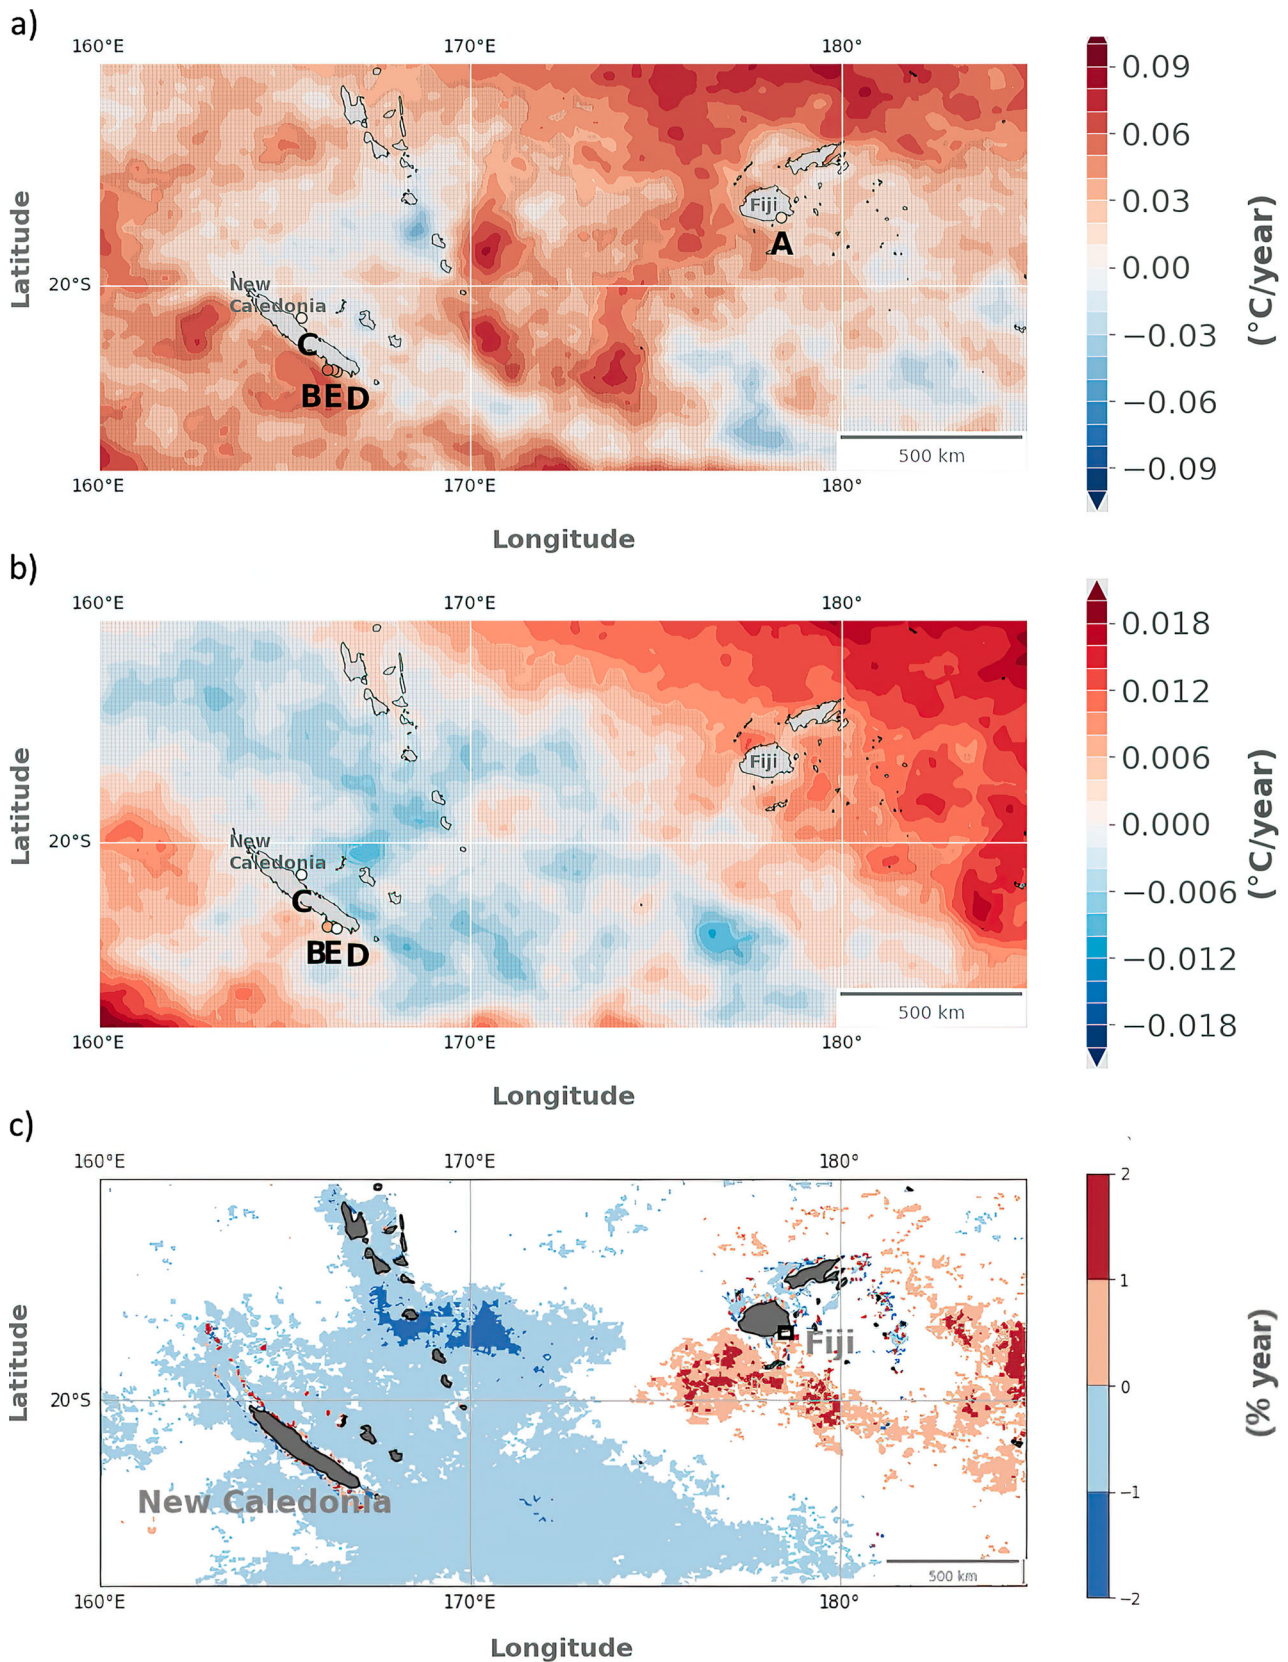 a)
160°E 170°E 180°
0.09
0.06
0.03
0.00
−0.03
−0.06
−0.09
(°C/year)
Latitude
20°S
Fiji
A
New
Caledonia
C
BED
500 km
160°E 170°E 180°
Longitude
b)
160°E 170°E 180°
0.018
0.012
0.006
0.000
−0.006
−0.012
−0.018
(°C/year)
Latitude
20°S
Fiji
New
Caledonia
C
BED
500 km
160°E 170°E 180°
Longitude
c)
160°E 170°E 180°
2
1
0
−1
−2
(% year)
Latitude
20°S
Fiji
New Caledonia
500 km
160°E 170°E 180°
Longitude